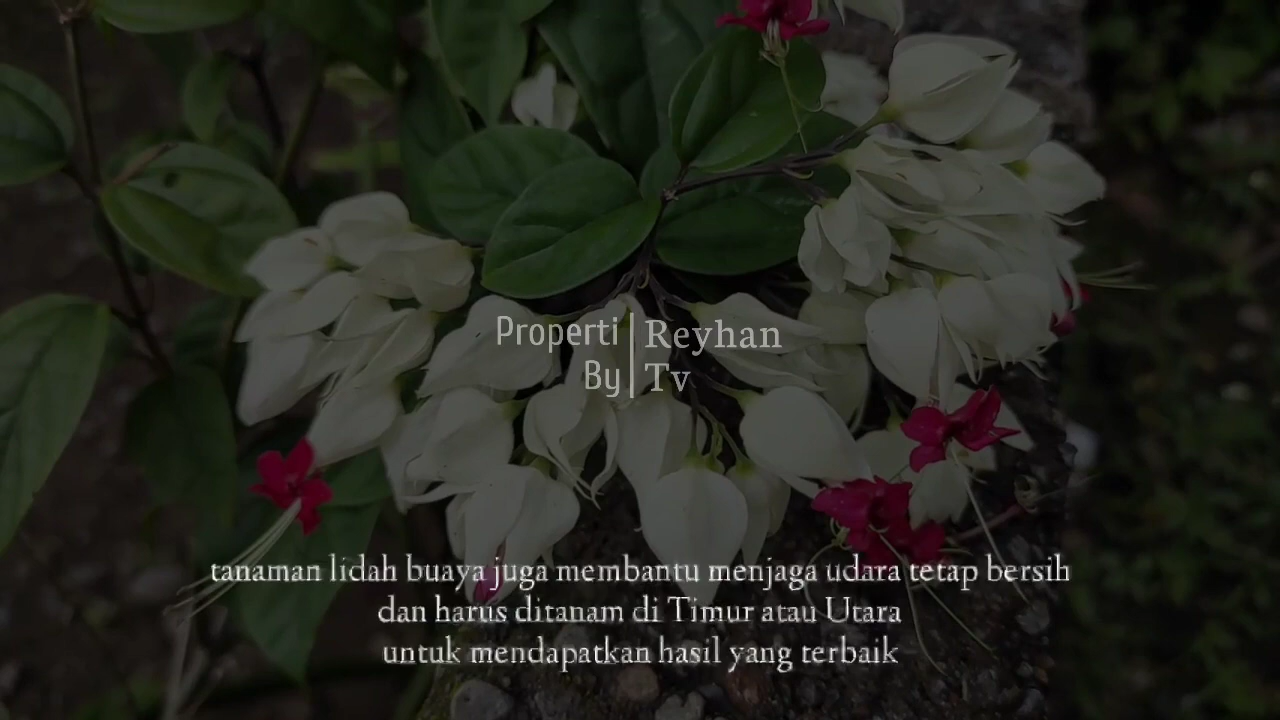 Properti By
Reyhan Tv
tanaman lidah buaya juga membantu menjaga udara tetap bersih
dan harus ditanam di Timur atau Utara
untuk mendapatkan hasil yang terbaik